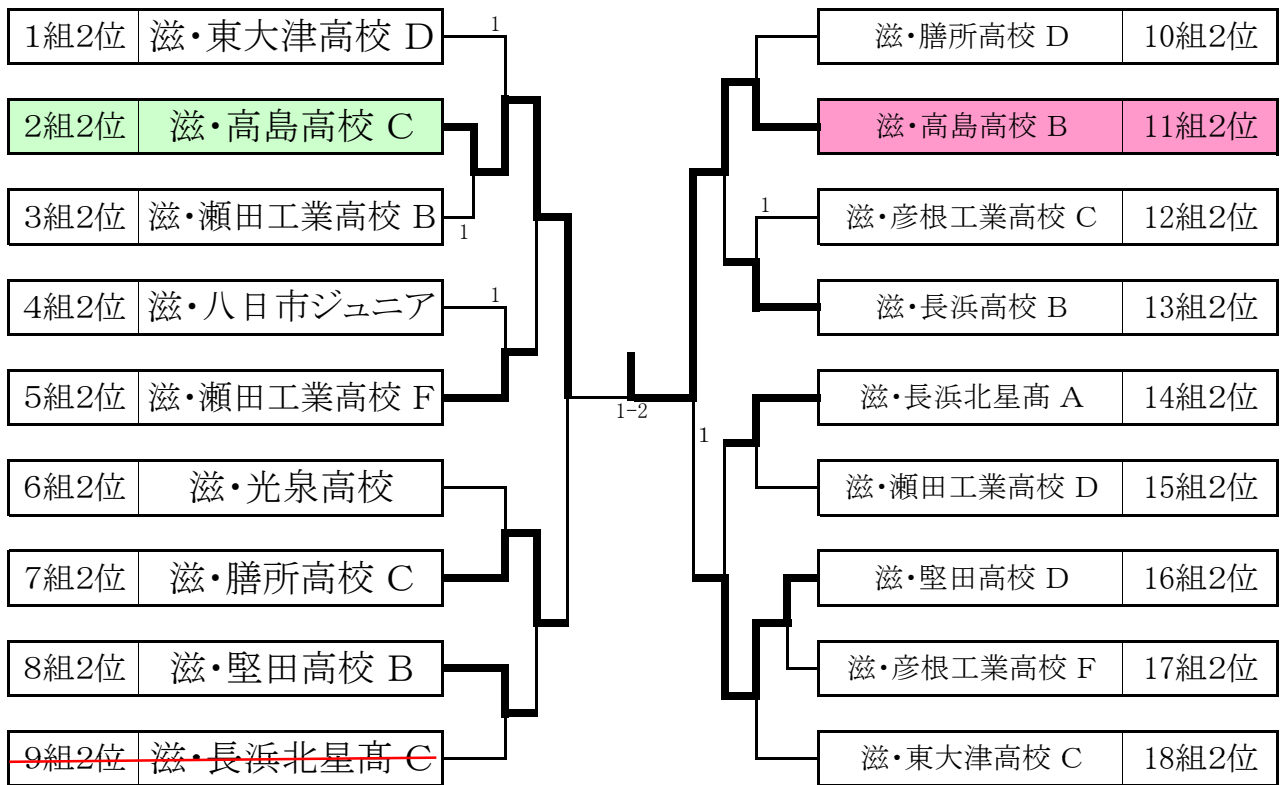 1組2位 滋・東大津高校 D 1
2組2位 滋・高島高校 C
3組2位 滋・瀬田工業高校 B 1
4組2位 滋・八日市ジュニア 1
5組2位 滋・瀬田工業高校 F
6組2位 滋・光泉高校
7組2位 滋・膳所高校 C
8組2位 滋・堅田高校 B
9組2位 滋・長浜北星髙 C
1-2
滋・膳所高校 D 10組2位
滋・高島高校 B 11組2位
1 滋・彦根工業高校 C 12組2位
滋・長浜高校 B 13組2位
滋・長浜北星髙 A 14組2位
1
滋・瀬田工業高校 D 15組2位
滋・堅田高校 D 16組2位
滋・彦根工業高校 F 17組2位
滋・東大津高校 C 18組2位